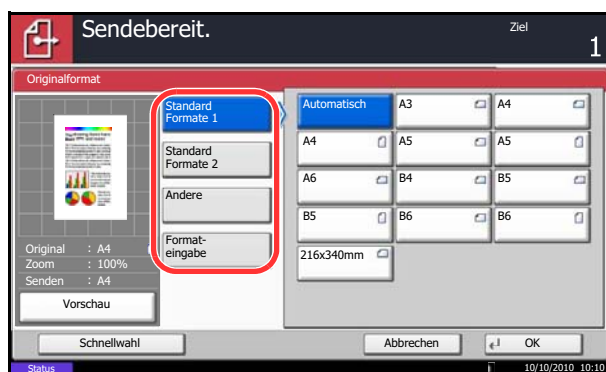 Sendebereit.
Ziel
1
Originalformat
Standard
Formate 1
Standard
Formate 2
Andere
Format-
eingabe
Automatisch
A3
A4
A4
A5
A5
A6
B4
B5
B5
B6
B6
216x340mm
Original : A4
Zoom : 100%
Senden : A4
Vorschau
Schnellwahl
Abbrechen
OK
Status
10/10/2010 10:10